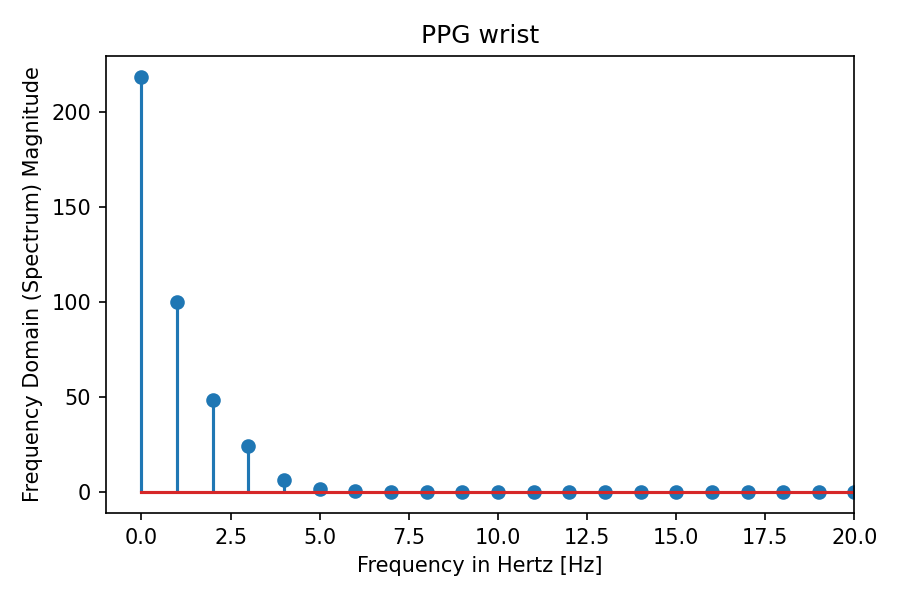 PPG wrist
Frequency Domain (Spectrum) Magnitude
200
150
100
50
0
0.0 2.5 5.0 7.5 10.0 12.5 15.0 17.5 20.0
Frequency in Hertz [Hz]